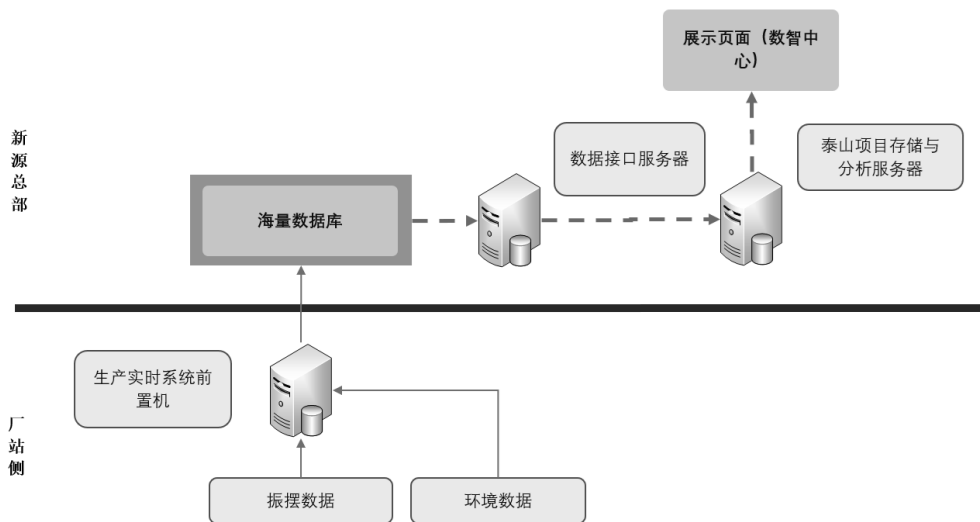 展示页面（数智中
心）
数据接口服务器
泰山项目存储与
分析服务器
新源总部
海量数据库
生产实时系统前
置机
厂站侧
振摆数据
环境数据